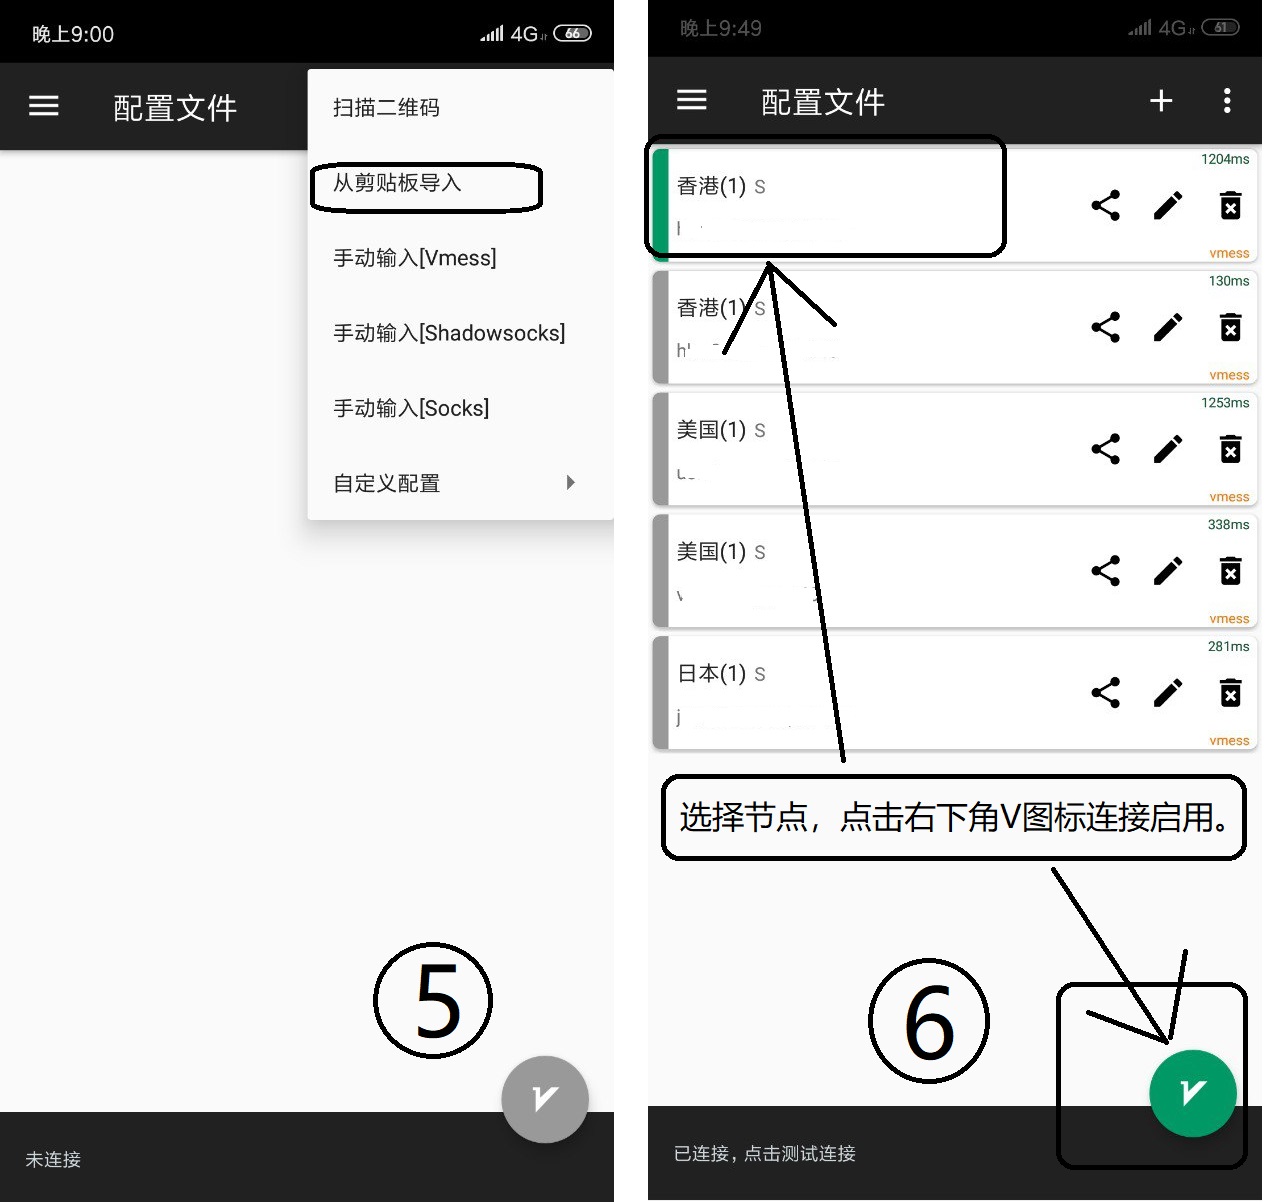 晚上9:00
4G
66
配置文件
扫描二维码
从剪贴板导入
手动输入[Vmess]
手动输入[Shadowsocks]
手动输入[Socks]
自定义配置
5
未连接
晚上9:49
4G
61
配置文件
1204ms
香港(1) S
vmess
130ms
香港(1) S
vmess
1253ms
美国(1) S
vmess
338ms
美国(1) S
vmess
281ms
日本(1) S
j
vmess
选择节点，点击右下角V图标连接启用。
6
已连接，点击测试连接